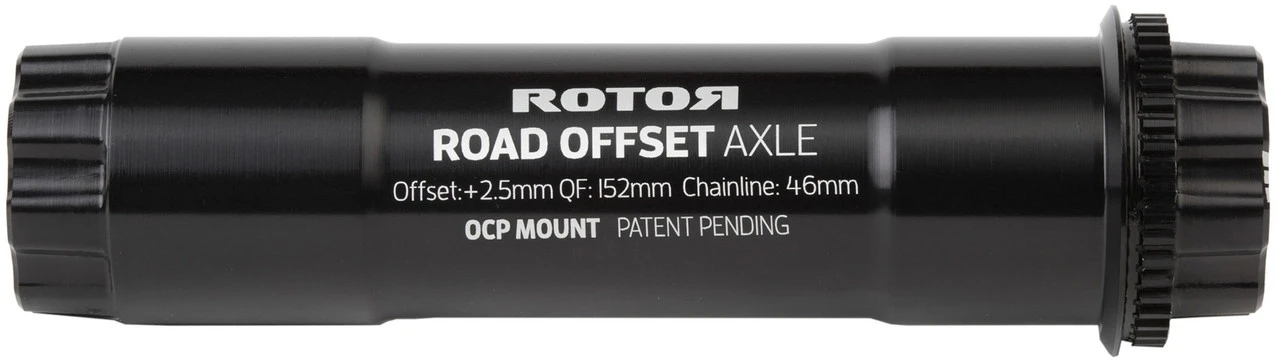 ROTOR
ROAD OFFSET AXLE
Offset:+2.5mm QF: 152mm Chainline: 46mm
OCP MOUNT PATENT PENDING